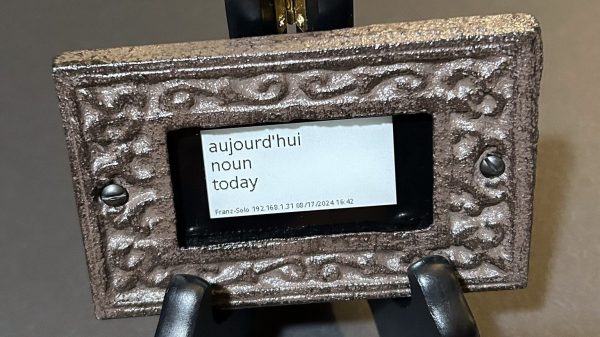 aujourd'hui
noun
today
Franz-Solo 192.168.1.31 08/17/2024 16:42